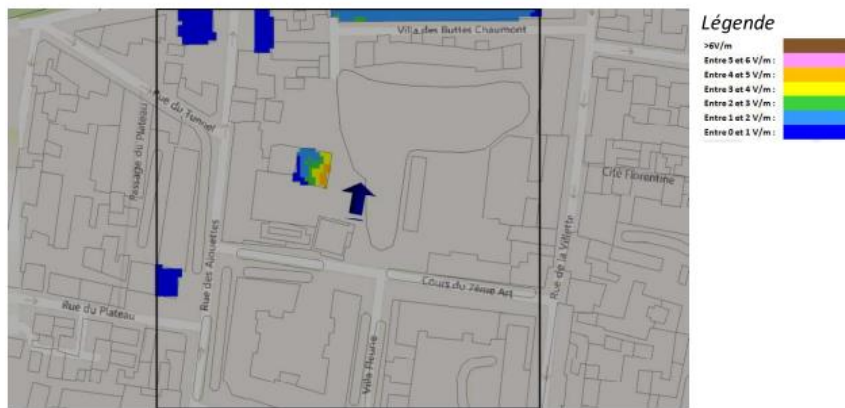 Villa des Buttes Chaumont
Rue du Tunnel
Passage du Plateau
Cité Florentine
Rue des Alouettes
Rue de la Villette
Cours du 7ème Art
Rue du Plateau
Villa Fleurie
Légende
>6V/m
Entre 5 et 6 V/m :
Entre 4 et 5 V/m :
Entre 3 et 4 V/m :
Entre 2 et 3 V/m :
Entre 1 et 2 V/m :
Entre 0 et 1 V/m :